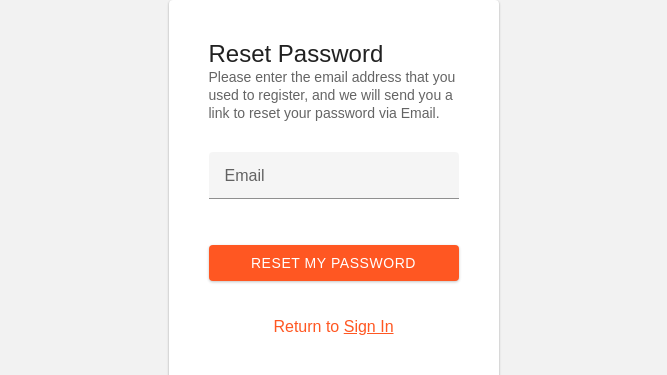 Reset Password
Please enter the email address that you
used to register, and we will send you a
link to reset your password via Email.
Email
RESET MY PASSWORD
Return to Sign In